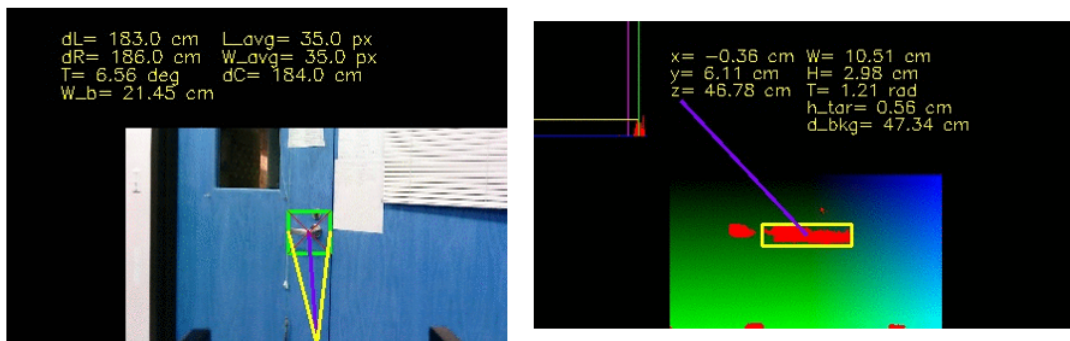 dL= 183.0 cm L_avg= 35.0 px
dR= 186.0 cm W_avg= 35.0 px
T= 6.56 deg dC= 184.0 cm
W_b= 21.45 cm
x= -0.36 cm W= 10.51 cm
y= 6.11 cm H= 2.98 cm
z= 46.78 cm T= 1.21 rad
h_tar= 0.56 cm
d_bkg= 47.34 cm